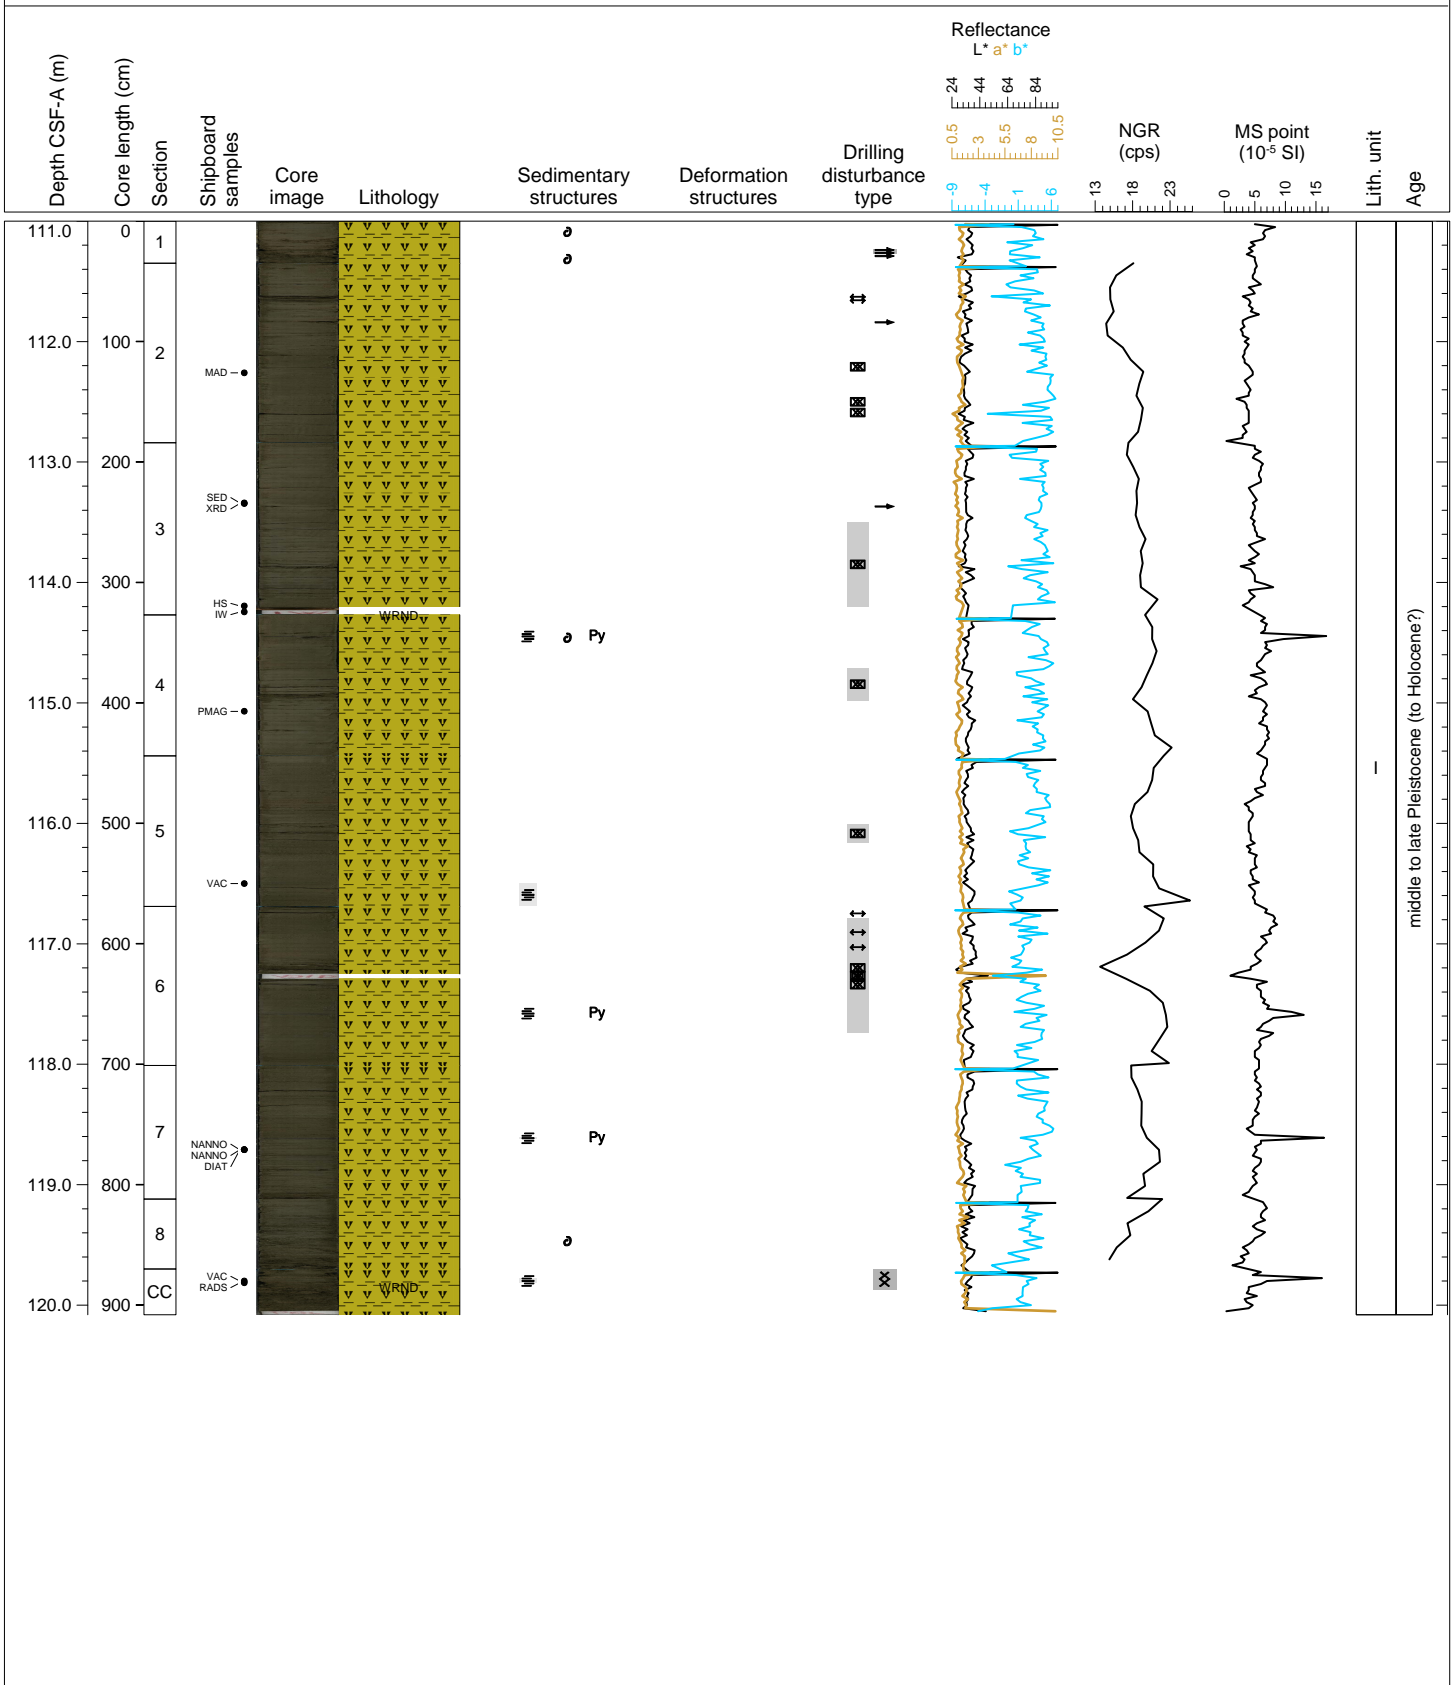 Reflectance
L* a* b*
24 44 64 84
0.5 3 5.5 8 10.5
-9 -4 1 6
Depth CSF-A (m)
Core length (cm)
Section
Shipboard
samples
Core
image
Lithology
Sedimentary
structures
Deformation
structures
Drilling
disturbance
type
NGR
(cps)
13 18 23
MS point
(10-5 SI)
0 5 10 15
Lith. unit
Age
111.0 0 1
112.0 100 2
MAD
113.0 200
SED
XRD
3
114.0 300
HS
IW
WRND
Py
4
115.0 400
PMAG
I
middle to late Pleistocene (to Holocene?)
116.0 500 5
VAC
117.0 600
6
Py
118.0 700
7
Py
NANNO
NANNO
DIAT
119.0 800
8
VAC
RADS
CC
WRND
120.0 900